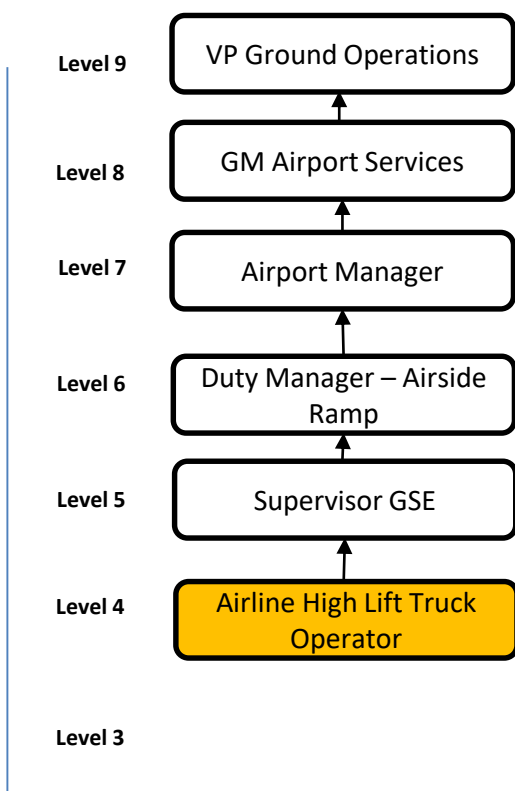 Level 9
VP Ground Operations
Level 8
GM Airport Services
Level 7
Airport Manager
Level 6
Duty Manager – Airside
Ramp
Level 5
Supervisor GSE
Level 4
Airline High Lift Truck
Operator
Level 3